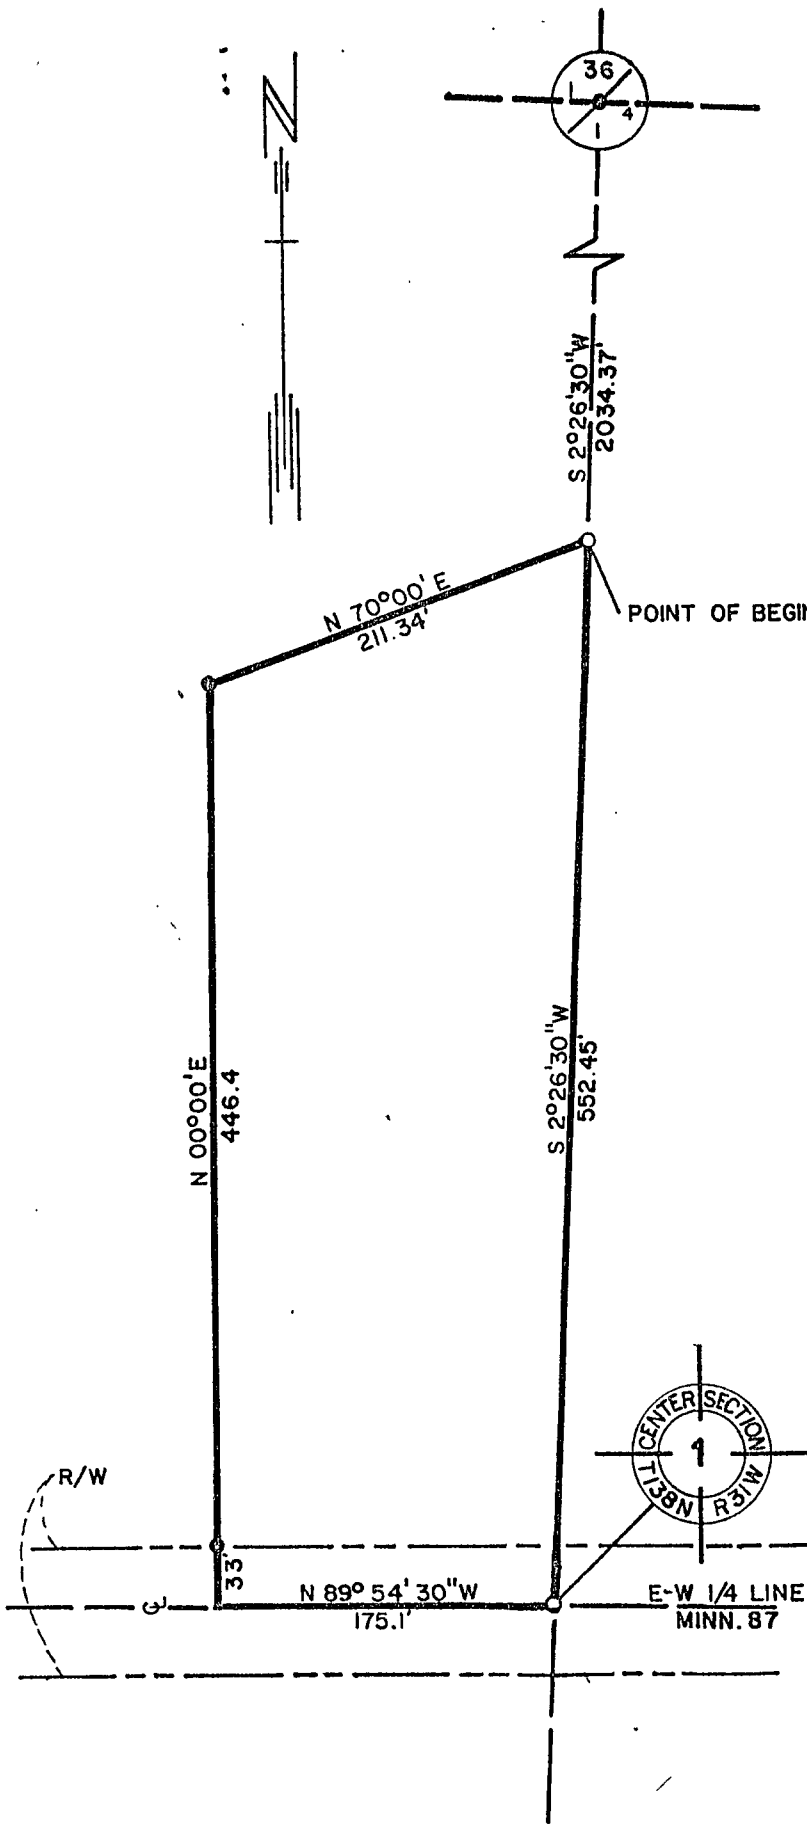 36
1
4
S 2°26'30"W
2034.37'
N 70°00' E
211.34'
POINT OF BEGIN
N 00°00'E
446.4
S 2°26'30"W
552.45'
CENTER SECTION
1
T138N R31W
R/W
33'
N 89° 54' 30"W
175.1'
E-W 1/4 LINE
MINN. 87